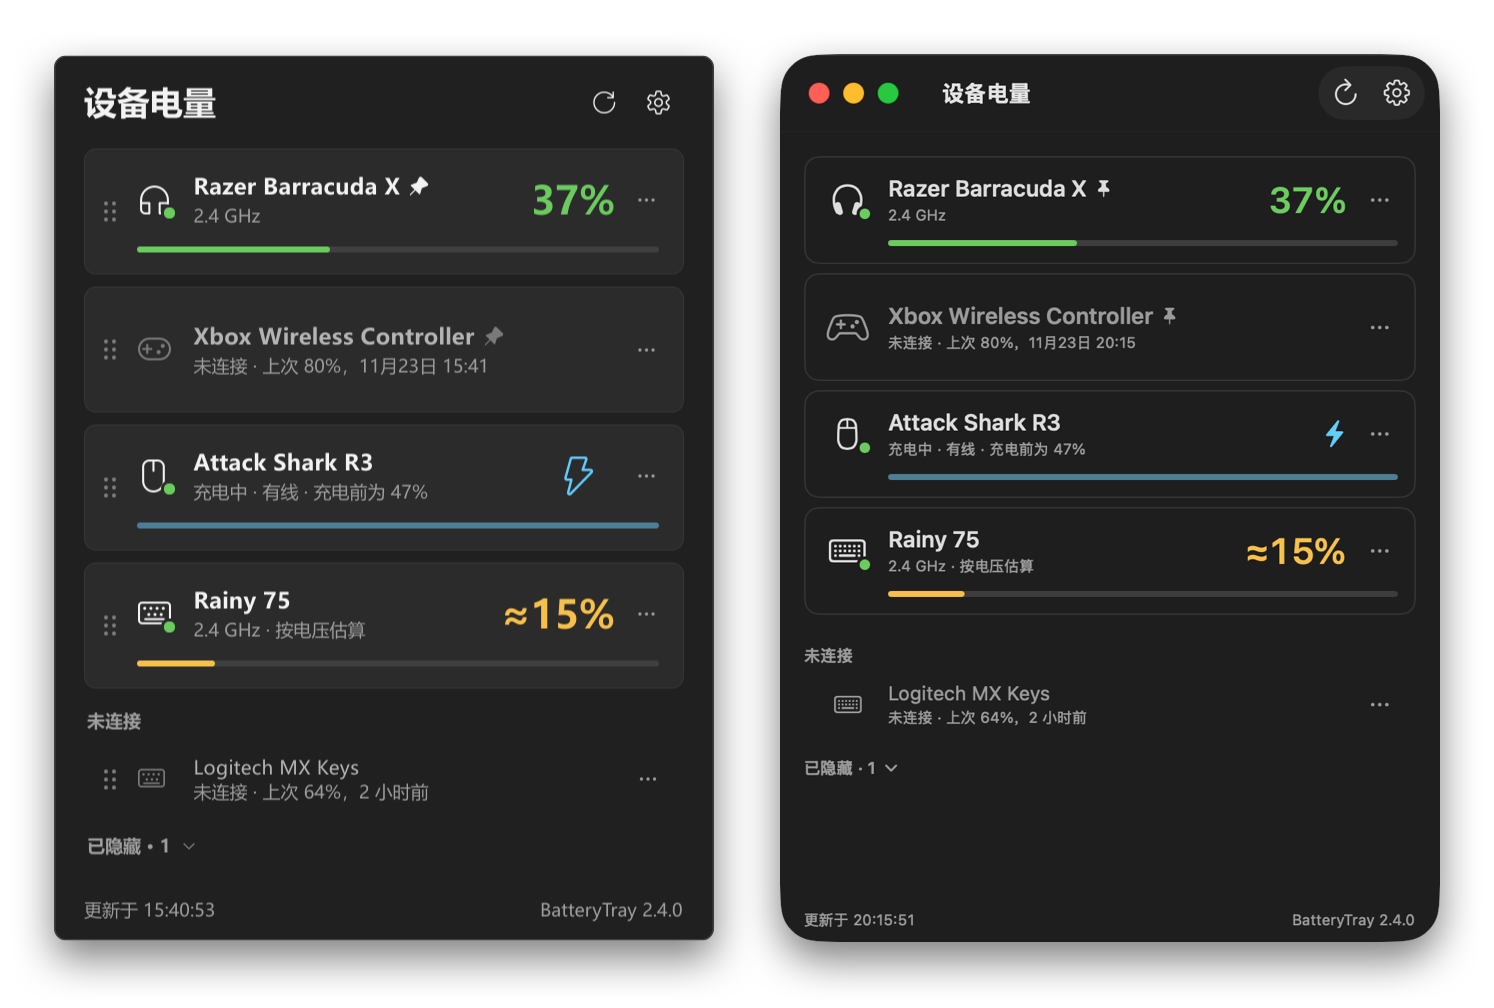 设备电量
Razer Barracuda X
2.4 GHz
37%
Xbox Wireless Controller
未连接 · 上次 80%，11月23日 15:41
Attack Shark R3
充电中 · 有线 · 充电前为 47%
Rainy 75
2.4 GHz · 按电压估算
≈15%
未连接
Logitech MX Keys
未连接 · 上次 64%，2 小时前
已隐藏 • 1
更新于 15:40:53
BatteryTray 2.4.0
设备电量
Razer Barracuda X
2.4 GHz
37%
Xbox Wireless Controller
未连接 · 上次 80%，11月23日 20:15
Attack Shark R3
充电中 · 有线 · 充电前为 47%
Rainy 75
2.4 GHz · 按电压估算
≈15%
未连接
Logitech MX Keys
未连接 · 上次 64%，2 小时前
已隐藏 · 1
更新于 20:15:51
BatteryTray 2.4.0